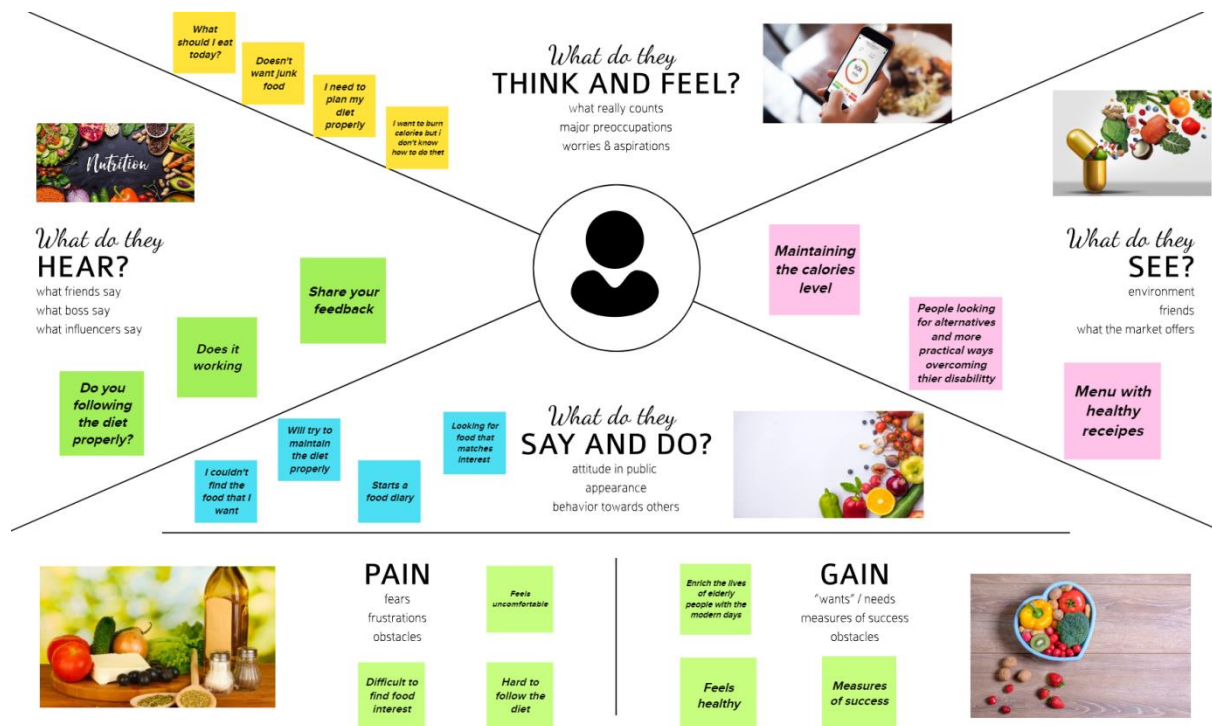 What
should I eat
today?
Doesn't
want junk
food
I need to
plan my
diet
properly
I want to burn
calories but i
don't know
how to do thet
What do they
THINK AND FEEL?
what really counts
major preoccupations
worries & aspirations
Nutrition
What do they
HEAR?
what friends say
what boss say
what influencers say
Share your
feedback
Does it
working
Do you
following
the diet
properly?
Maintaining
the calories
level
People looking
for alternatives
and more
practical ways
overcoming
thier disabilitty
Menu with
healthy
receipes
What do they
SEE?
environment
friends
what the market offers
I couldn't
find the
food that I
want
Will try to
maintain
the diet
properly
Starts a
food diary
Looking for
food that
matches
interest
What do they
SAY AND DO?
attitude in public
appearance
behavior towards others
PAIN
fears
frustrations
obstacles
Feels
uncomfortable
Difficult to
find food
interest
Hard to
follow the
diet
Enrich the lives
of elderly
people with the
modern days
Feels
healthy
GAIN
"wants" / needs
measures of success
obstacles
Measures
of success